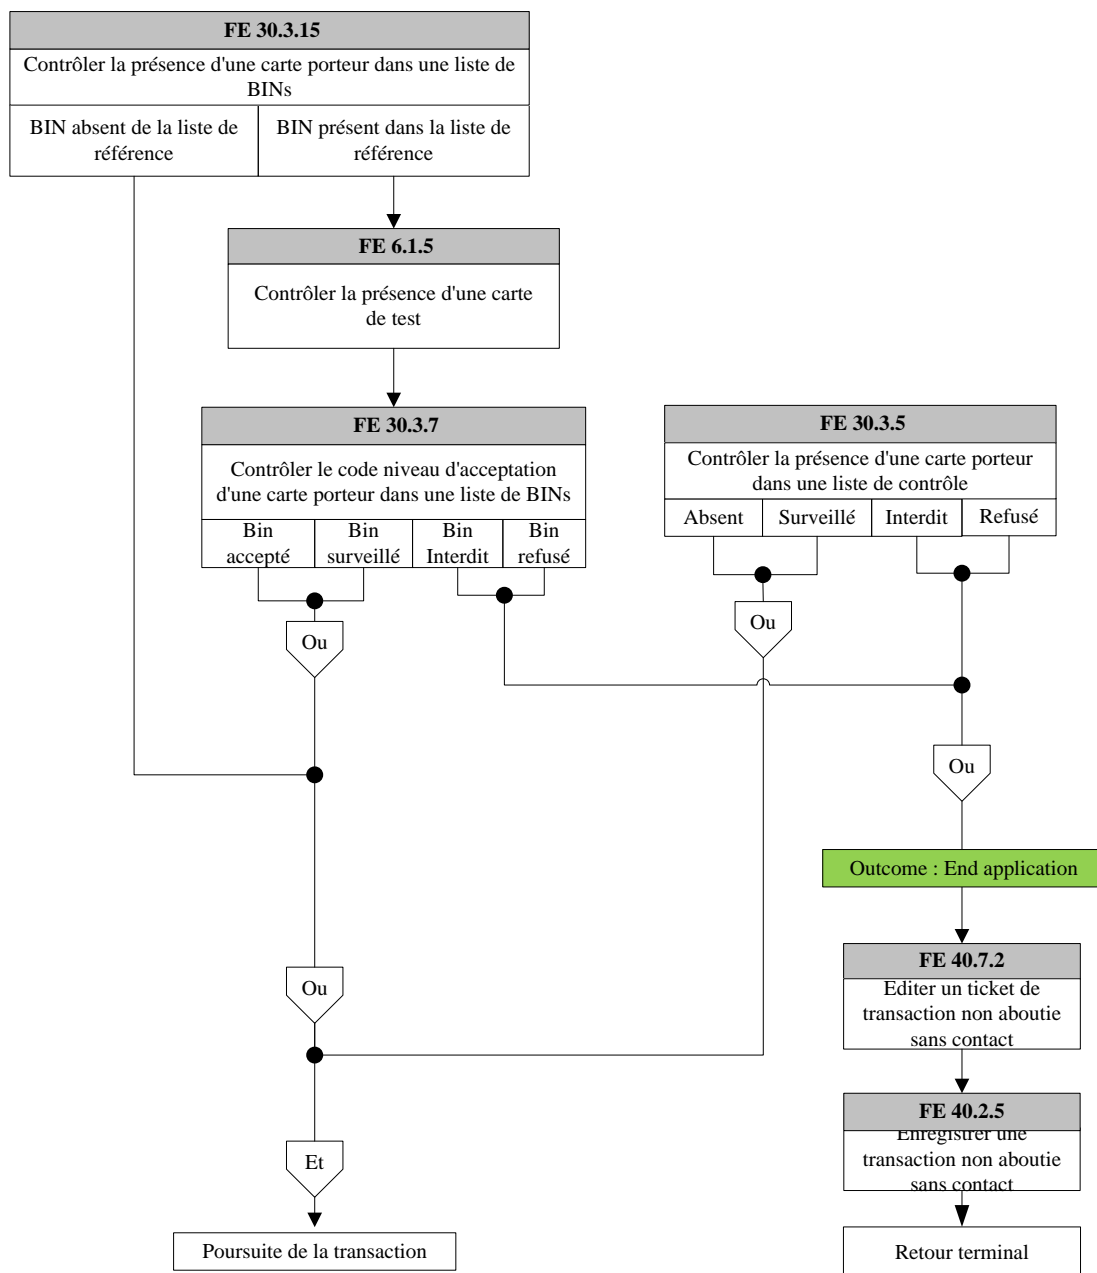 FE 30.3.15
Contrôler la présence d'une carte porteur dans une liste de
BINs
BIN absent de la liste de
référence
BIN présent dans la liste de
référence
FE 6.1.5
Contrôler la présence d'une carte
de test
FE 30.3.7
Contrôler le code niveau d'acceptation
d'une carte porteur dans une liste de BINs
Bin
accepté
Bin
surveillé
Bin
Interdit
Bin
refusé
FE 30.3.5
Contrôler la présence d'une carte porteur
dans une liste de contrôle
Absent
Surveillé
Interdit
Refusé
Ou
Ou
Ou
Outcome : End application
FE 40.7.2
Editer un ticket de
transaction non aboutie
sans contact
Ou
FE 40.2.5
Enregistrer une
transaction non aboutie
sans contact
Et
Poursuite de la transaction
Retour terminal